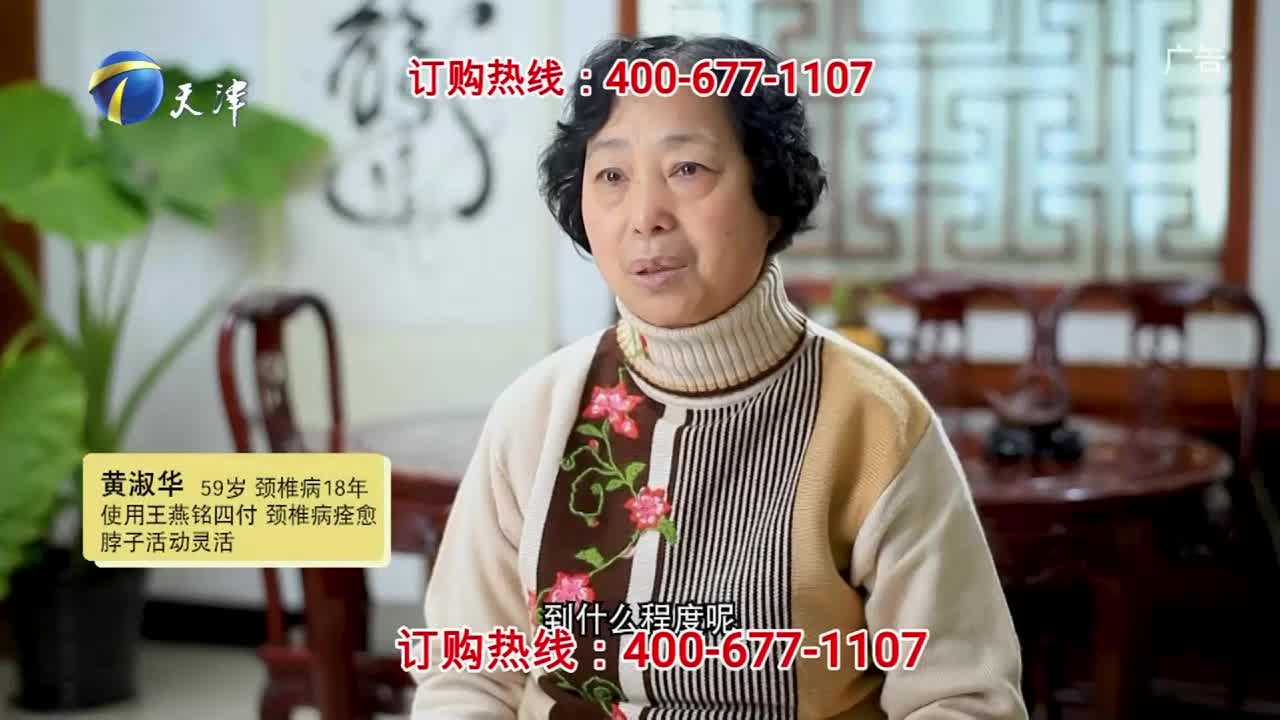 天津
订购热线：400-677-1107
广告
黄淑华 59岁 颈椎病18年
使用王燕铭四付 颈椎病痊愈
脖子活动灵活
到什么程度呢
订购热线：400-677-1107